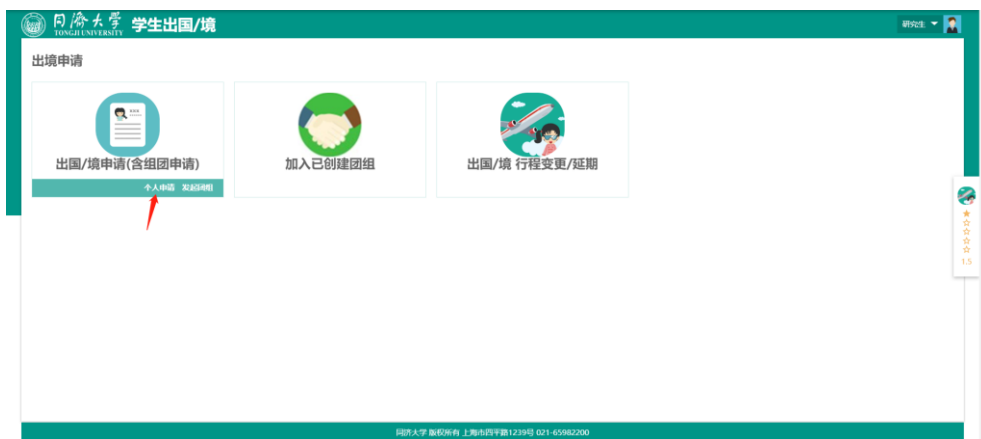 同济大学 学生出国/境 研究生
TONGJI UNIVERSITY
出境申请
出国/境申请(含组团申请) 加入已创建团组 出国/境 行程变更/延期
个人申请 发起团组
1.5
同济大学 版权所有 上海市四平路1239号 021-65982200